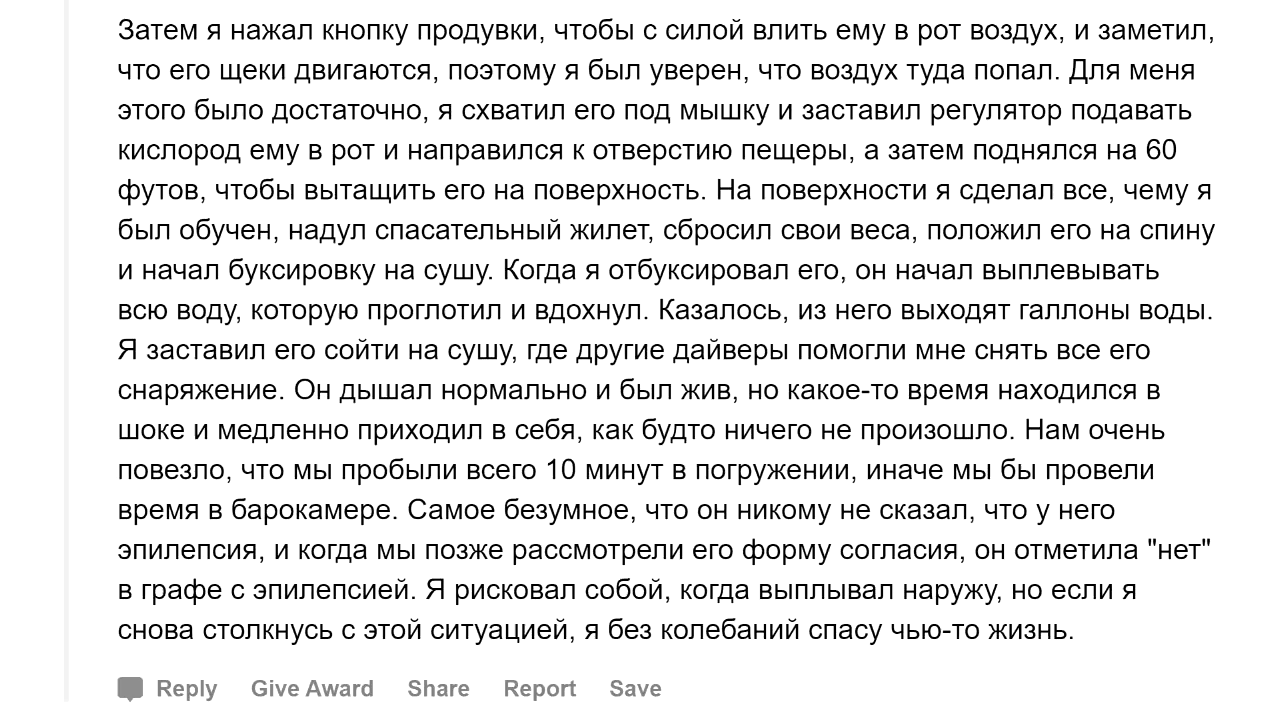 Затем я нажал кнопку продувки, чтобы с силой влить ему в рот воздух, и заметил,
что его щеки двигаются, поэтому я был уверен, что воздух туда попал. Для меня
этого было достаточно, я схватил его под мышку и заставил регулятор подавать
кислород ему в рот и направился к отверстию пещеры, а затем поднялся на 60
футов, чтобы вытащить его на поверхность. На поверхности я сделал все, чему я
был обучен, надул спасательный жилет, сбросил свои веса, положил его на спину
и начал буксировку на сушу. Когда я отбуксировал его, он начал выплевывать
всю воду, которую проглотил и вдохнул. Казалось, из него выходят галлоны воды.
Я заставил его сойти на сушу, где другие дайверы помогли мне снять все его
снаряжение. Он дышал нормально и был жив, но какое-то время находился в
шоке и медленно приходил в себя, как будто ничего не произошло. Нам очень
повезло, что мы пробыли всего 10 минут в погружении, иначе мы бы провели
время в барокамере. Самое безумное, что он никому не сказал, что у него
эпилепсия, и когда мы позже рассмотрели его форму согласия, он отметила "нет"
в графе с эпилепсией. Я рисковал собой, когда выплывал наружу, но если я
снова столкнусь с этой ситуацией, я без колебаний спасу чью-то жизнь.
Reply Give Award Share Report Save